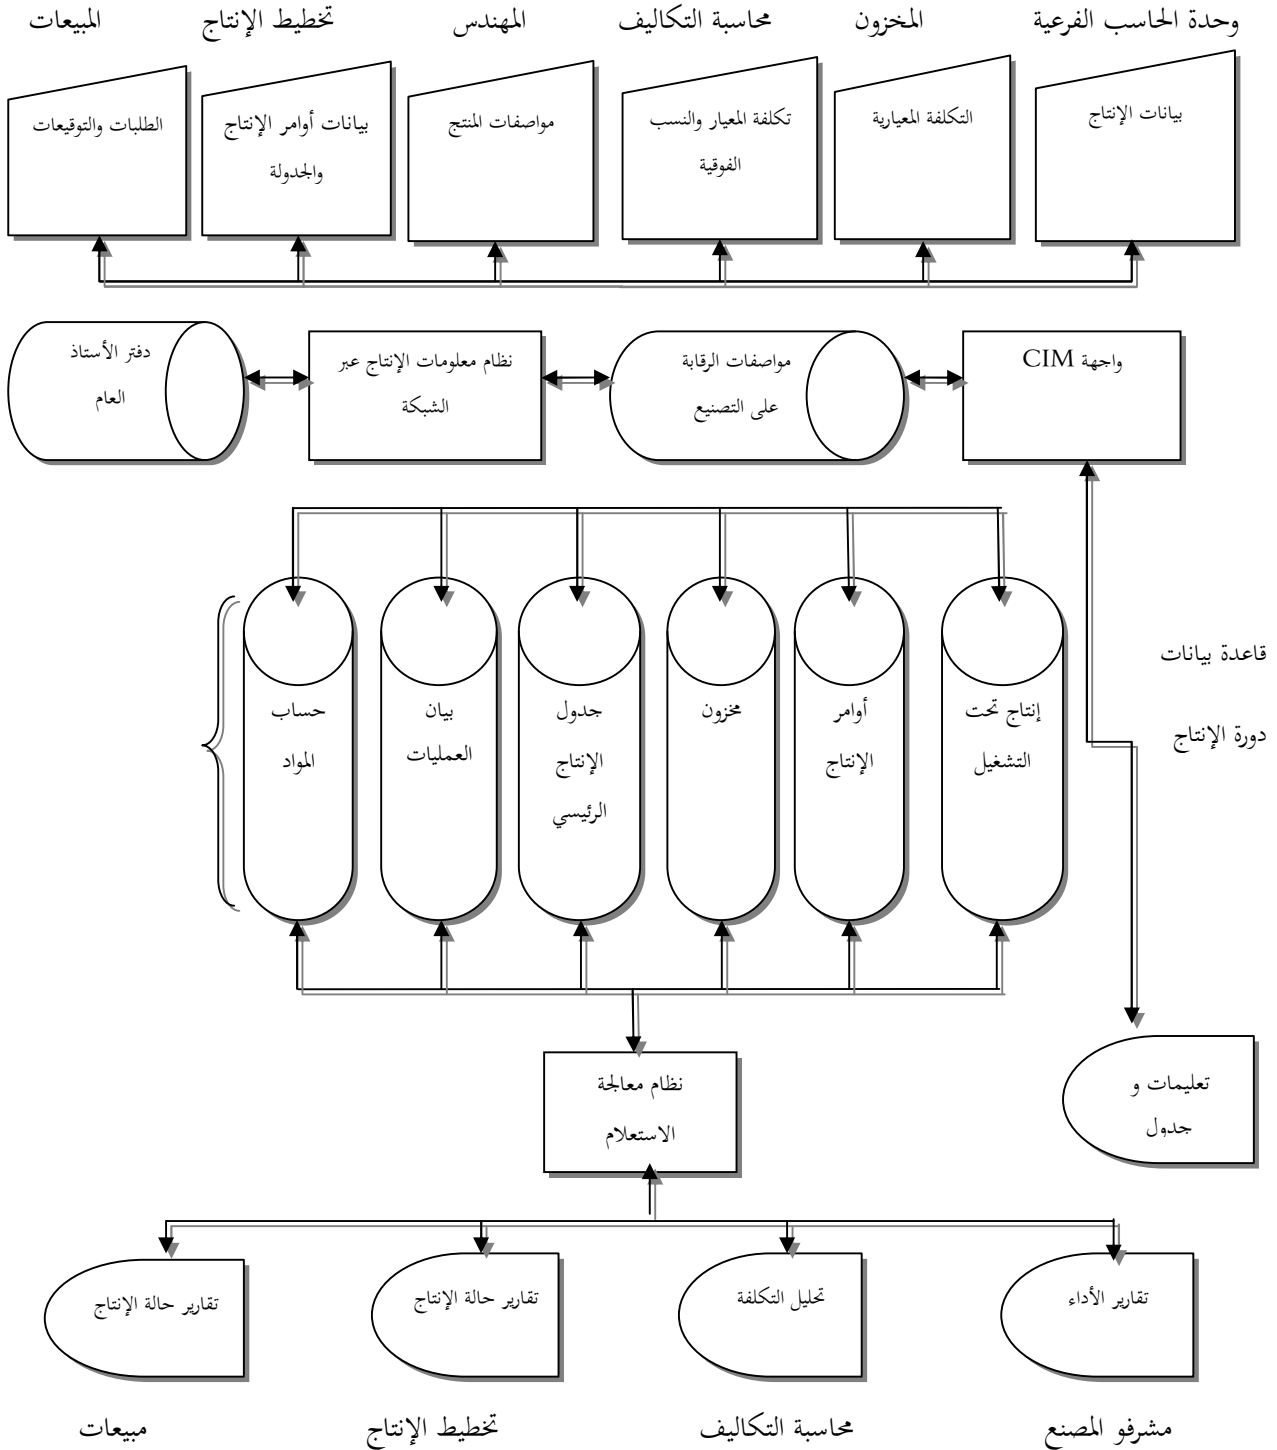 وحدة الحاسب الفرعية
المخزون
محاسبة التكاليف
المهندس
تخطيط الإنتاج
المبيعات
بيانات الإنتاج
التكلفة المعيارية
تكلفة المعيار والنسب
الفوقية
مواصفات المنتج
بيانات أوامر الإنتاج
والجدولة
الطلبات والتوقيعات
واجهة CIM
مواصفات الرقابة
على التصنيع
نظام معلومات الإنتاج عبر
الشبكة
دفتر الأستاذ
العام
قاعدة بيانات
دورة الإنتاج
إنتاج تحت
التشغيل
أوامر
الإنتاج
مخزون
جدول
الإنتاج
الرئيسي
بيان
العمليات
حساب
المواد
نظام معالجة
الاستعلام
تعليمات و
جدول
تقارير الأداء
تحليل التكلفة
تقارير حالة الإنتاج
تقارير حالة الإنتاج
مشرفو المصنع
محاسبة التكاليف
تخطيط الإنتاج
مبيعات